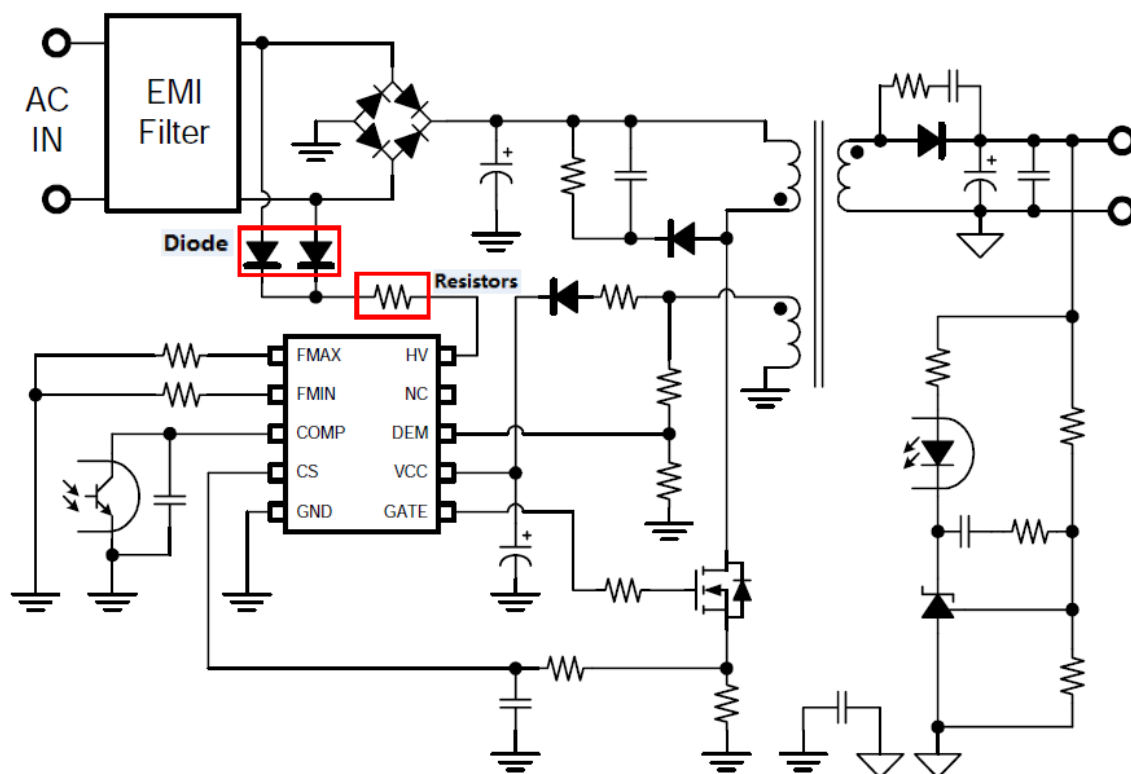 AC
IN
EMI
Filter
Diode
Resistors
FMAX
HV
FMIN
NC
COMP
DEM
CS
VCC
GND
GATE
+
+
+